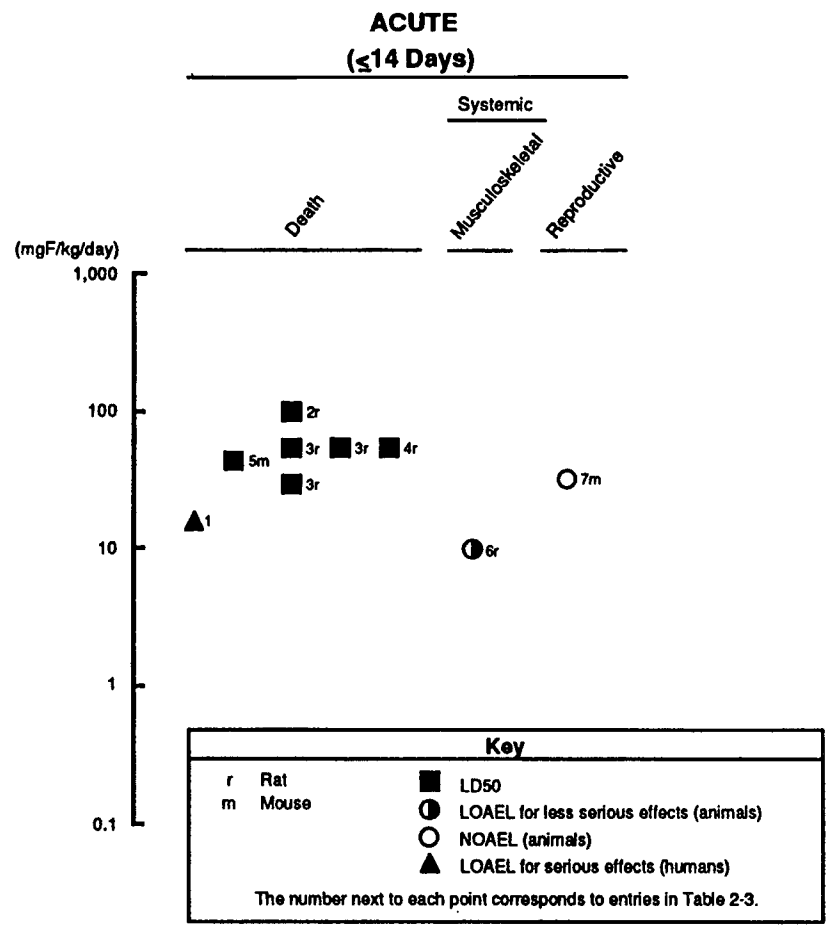 ACUTE
(≤14 Days)
Systemic
Death
Musculoskeletal
Reproductive
(mgF/kg/day)
1,000
100
10
1
0.1
2r
3r
3r
4r
5m
3r
7m
1
6r
Key
r Rat
m Mouse
LD50
LOAEL for less serious effects (animals)
NOAEL (animals)
LOAEL for serious effects (humans)
The number next to each point corresponds to entries in Table 2-3.